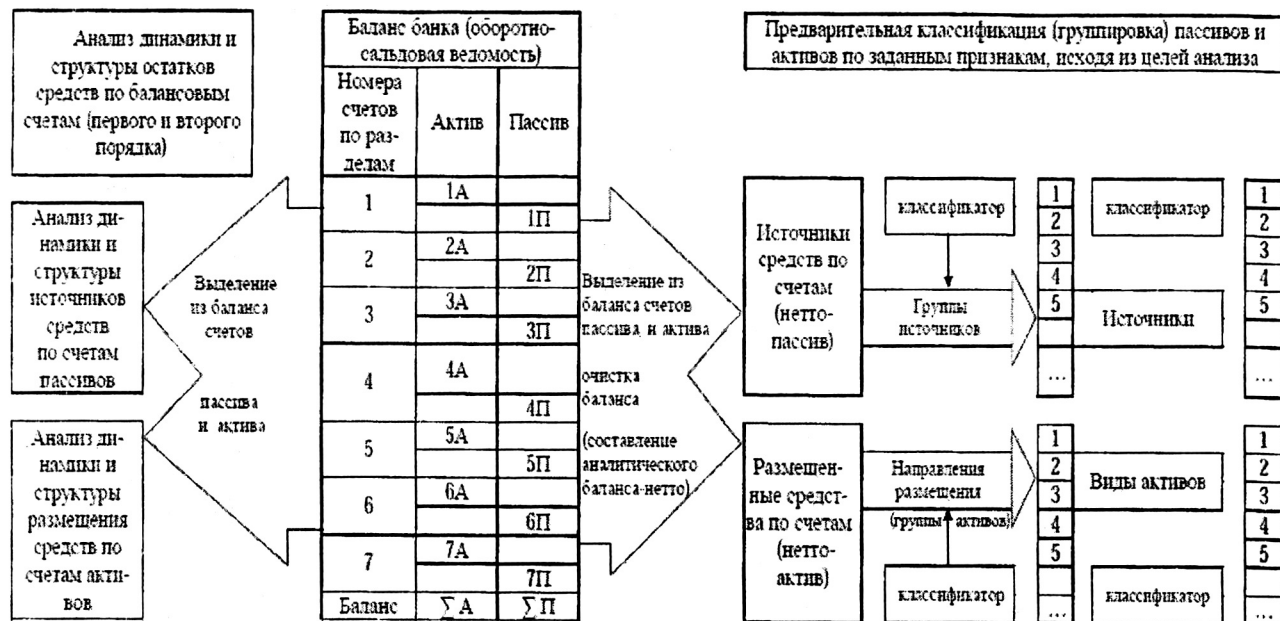 Анализ динамики и
структуры остатков
средств по балансовым
счетам (первого и второго
порядка)
Анализ ди-
намики и
структуры
источников
средств
по счетам
пассивов
Анализ ди-
намики и
структуры
размещения
средств по
счетам акти-
вов
Выделение
из баланса
счетов
пассива
и актива
Баланс банка (оборотно-
сальдовая ведомость)
Номера
счетов
по раз-
делам
Актив
Пассив
1
1А
1П
2
2А
2П
3
3А
3П
4
4А
4П
5
5А
5П
6
6А
6П
7
7А
7П
Баланс
∑ А
∑ П
Выделение из
баланса счетов
пассива и актива
очистка
баланса
(составление
аналитического
баланса-нетто)
Предварительная классификация (группировка) пассивов и
активов по заданным признакам, исходя из целей анализа
Источники
средств по
счетам
(нетто-
пассив)
классификатор
Группы
источников
1
2
3
4
5
...
классификатор
Источники
1
2
3
4
5
...
Размещен-
ные средст-
ва по счетам
(нетто-
актив)
Направления
размещения
(группы активов)
классификатор
1
2
3
4
5
...
Виды активов
классификатор
1
2
3
4
5
...